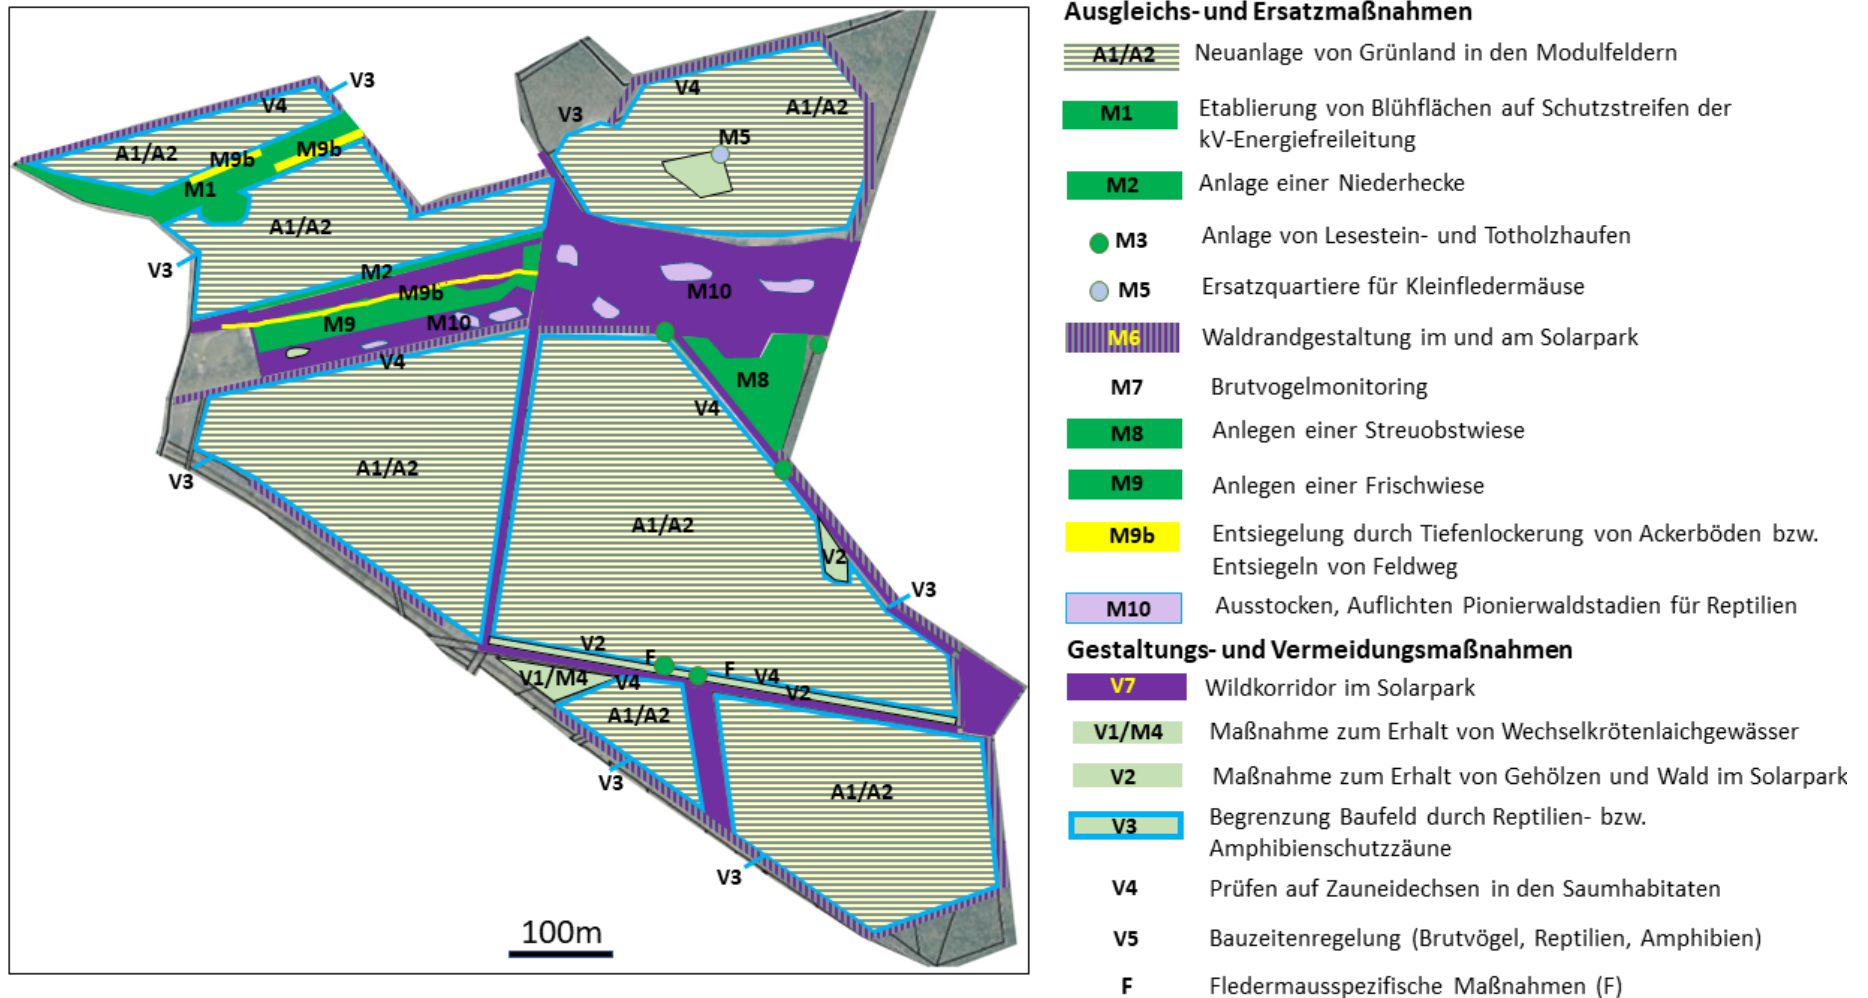 V3
V4
V3
V4
A1/A2
M5
A1/A2
M9b
M9b
M1
A1/A2
V3
M2
M9b
M10
M9
M10
V4
M8
V4
A1/A2
V3
A1/A2
V2
V3
V2
F
F
V4
V1/M4
V4
V2
A1/A2
V3
A1/A2
V3
100m
Ausgleichs- und Ersatzmaßnahmen
A1/A2 Neuanlage von Grünland in den Modulfeldern
M1 Etablierung von Blühflächen auf Schutzstreifen der
kV-Energiefreileitung
M2 Anlage einer Niederhecke
M3 Anlage von Lesestein- und Totholzhaufen
M5 Ersatzquartiere für Kleinfledermäuse
M6 Waldrandgestaltung im und am Solarpark
M7 Brutvogelmonitoring
M8 Anlegen einer Streuobstwiese
M9 Anlegen einer Frischwiese
M9b Entsiegelung durch Tiefenlockerung von Ackerböden bzw.
Entsiegeln von Feldweg
M10 Ausstocken, Auflichten Pionierwaldstadien für Reptilien
Gestaltungs- und Vermeidungsmaßnahmen
V7 Wildkorridor im Solarpark
V1/M4 Maßnahme zum Erhalt von Wechselkrötenlaichgewässer
V2 Maßnahme zum Erhalt von Gehölzen und Wald im Solarpark
V3 Begrenzung Baufeld durch Reptilien- bzw.
Amphibienschutzzäune
V4 Prüfen auf Zauneidechsen in den Saumhabitaten
V5 Bauzeitenregelung (Brutvögel, Reptilien, Amphibien)
F Fledermausspezifische Maßnahmen (F)